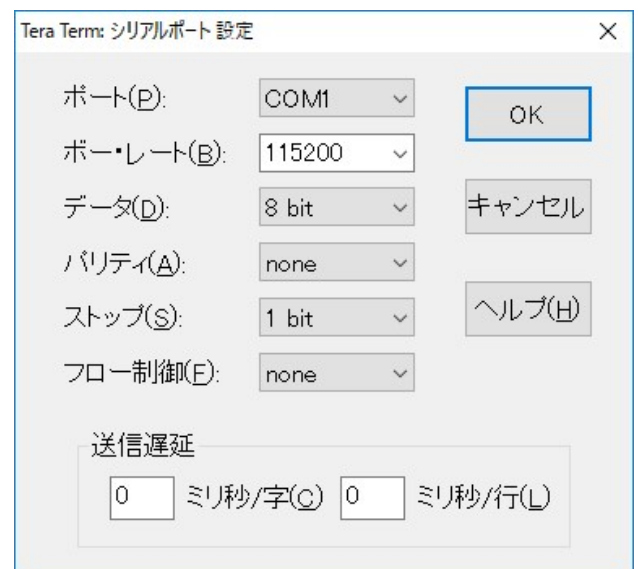 Tera Term: シリアルポート 設定
ポート(P): COM1
OK
ボー・レート(B): 115200
データ(D): 8 bit
キャンセル
パリティ(A): none
ストップ(S): 1 bit
ヘルプ(H)
フロー制御(F): none
送信遅延
0 ミリ秒/字(C) 0 ミリ秒/行(L)